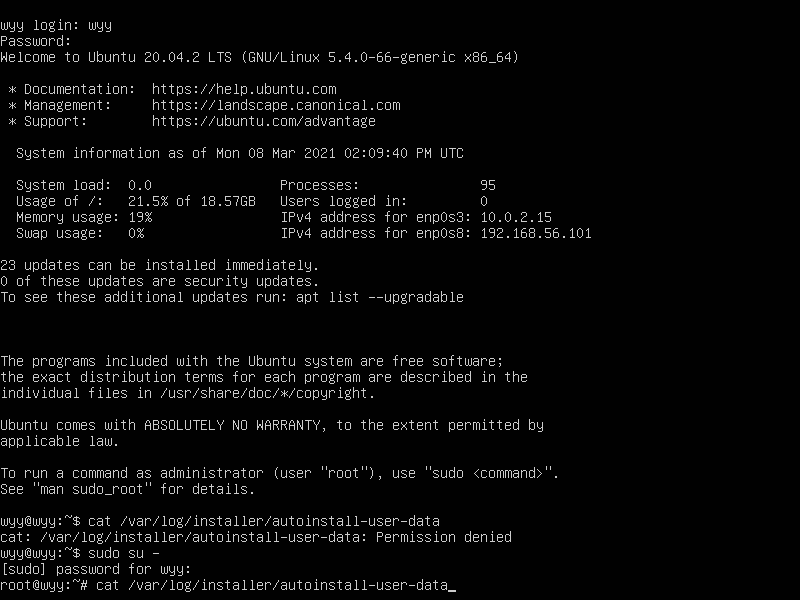 wyy login: wyy
Password:
Welcome to Ubuntu 20.04.2 LTS (GNU/Linux 5.4.0-66-generic x86_64)
* Documentation:  https://help.ubuntu.com
* Management:     https://landscape.canonical.com
* Support:        https://ubuntu.com/advantage
System information as of Mon 08 Mar 2021 02:09:40 PM UTC
System load:  0.0                Processes:               95
Usage of /:   21.5% of 18.57GB   Users logged in:         0
Memory usage: 19%                IPv4 address for enp0s3: 10.0.2.15
Swap usage:   0%                 IPv4 address for enp0s8: 192.168.56.101
23 updates can be installed immediately.
0 of these updates are security updates.
To see these additional updates run: apt list --upgradable
The programs included with the Ubuntu system are free software;
the exact distribution terms for each program are described in the
individual files in /usr/share/doc/*/copyright.
Ubuntu comes with ABSOLUTELY NO WARRANTY, to the extent permitted by
applicable law.
To run a command as administrator (user "root"), use "sudo <command>".
See "man sudo_root" for details.
wyy@wyy:~$ cat /var/log/installer/autoinstall-user-data
cat: /var/log/installer/autoinstall-user-data: Permission denied
wyy@wyy:~$ sudo su -
[sudo] password for wyy:
root@wyy:~# cat /var/log/installer/autoinstall-user-data_